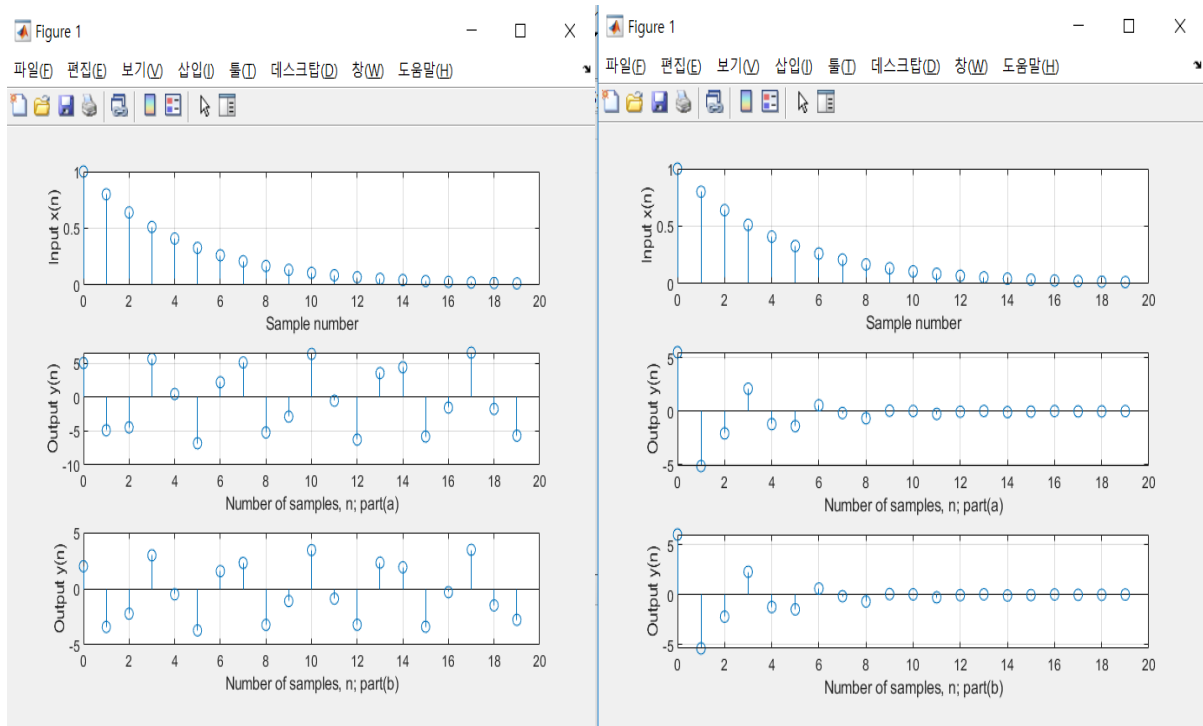 Figure 1
파일(F) 편집(E) 보기(V) 삽입(I) 툴(T) 데스크탑(D) 창(W) 도움말(H)
1
0.5
0
Input x(n)
0 2 4 6 8 10 12 14 16 18 20
Sample number
5
0
-5
-10
Output y(n)
0 2 4 6 8 10 12 14 16 18 20
Number of samples, n; part(a)
5
0
-5
Output y(n)
0 2 4 6 8 10 12 14 16 18 20
Number of samples, n; part(b)
Figure 1
파일(F) 편집(E) 보기(V) 삽입(I) 툴(T) 데스크탑(D) 창(W) 도움말(H)
1
0.5
0
Input x(n)
0 2 4 6 8 10 12 14 16 18 20
Sample number
5
0
-5
Output y(n)
0 2 4 6 8 10 12 14 16 18 20
Number of samples, n; part(a)
5
0
-5
Output y(n)
0 2 4 6 8 10 12 14 16 18 20
Number of samples, n; part(b)